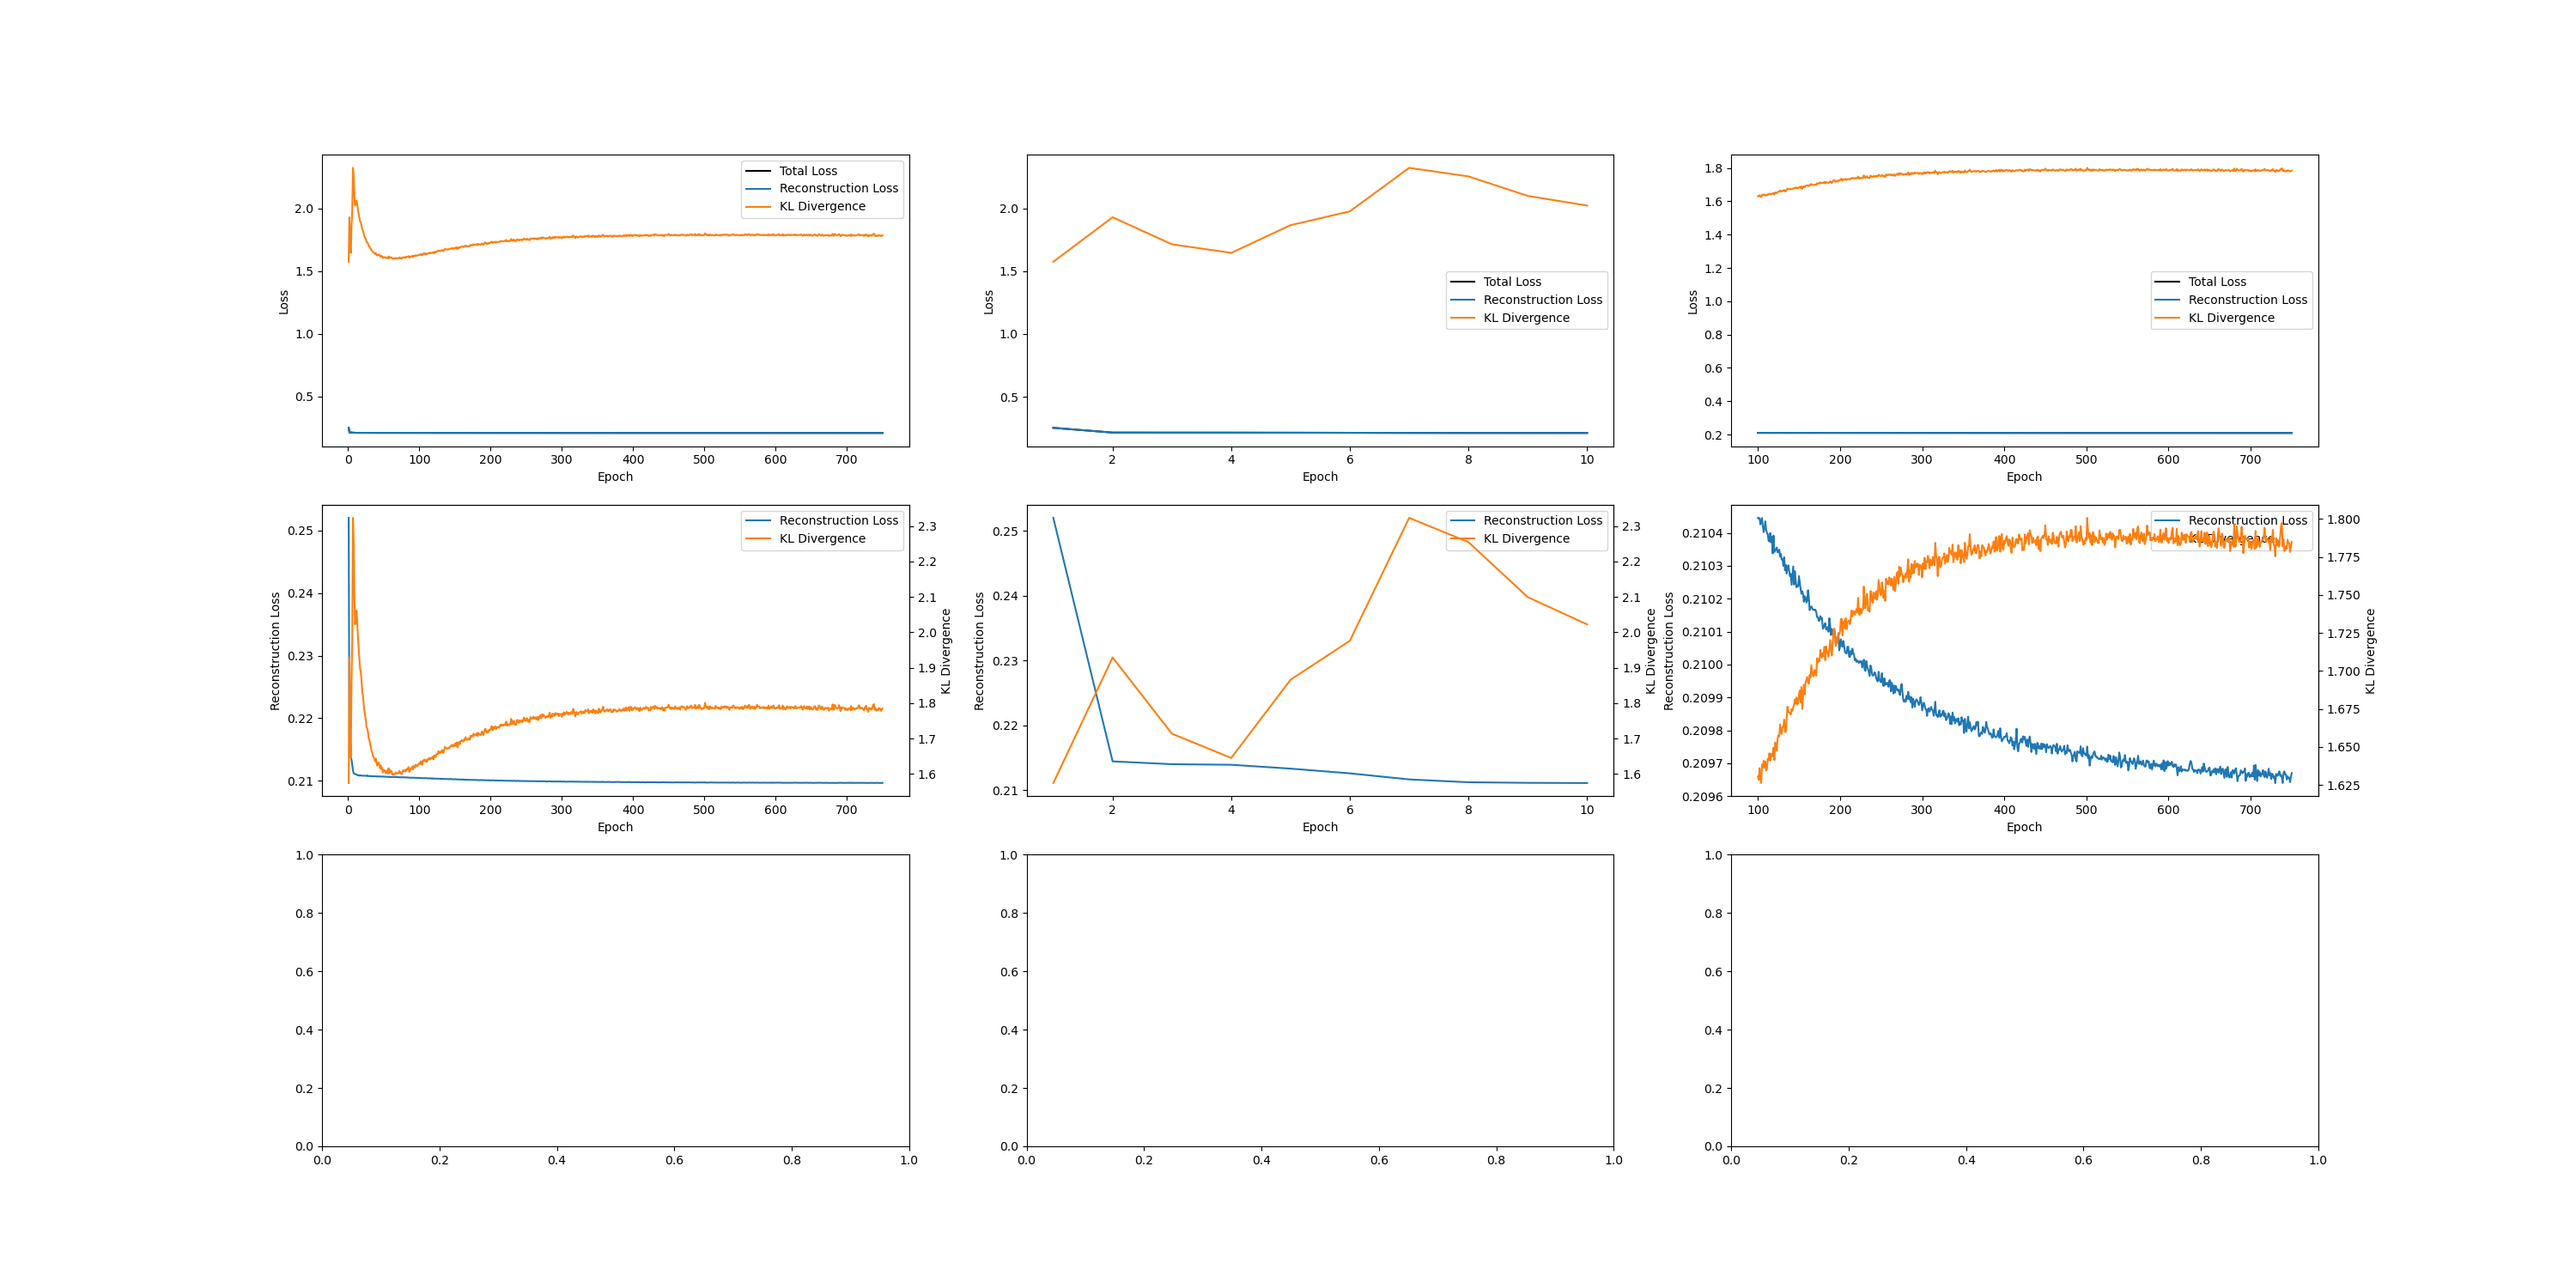 Total Loss
Reconstruction Loss
KL Divergence
Loss
2.0
1.5
1.0
0.5
0 100 200 300 400 500 600 700
Epoch
Total Loss
Reconstruction Loss
KL Divergence
Loss
2.0
1.5
1.0
0.5
2 4 6 8 10
Epoch
Total Loss
Reconstruction Loss
KL Divergence
Loss
1.8
1.6
1.4
1.2
1.0
0.8
0.6
0.4
0.2
100 200 300 400 500 600 700
Epoch
Reconstruction Loss
KL Divergence
Reconstruction Loss
0.25
0.24
0.23
0.22
0.21
2.3
2.2
2.1
2.0
1.9
1.8
1.7
1.6
KL Divergence
0 100 200 300 400 500 600 700
Epoch
Reconstruction Loss
KL Divergence
Reconstruction Loss
0.25
0.24
0.23
0.22
0.21
2.3
2.2
2.1
2.0
1.9
1.8
1.7
1.6
KL Divergence
2 4 6 8 10
Epoch
Reconstruction Loss
KL Divergence
Reconstruction Loss
0.2104
0.2103
0.2102
0.2101
0.2100
0.2099
0.2098
0.2097
0.2096
1.800
1.775
1.750
1.725
1.700
1.675
1.650
1.625
KL Divergence
100 200 300 400 500 600 700
Epoch
1.0
0.8
0.6
0.4
0.2
0.0
0.0 0.2 0.4 0.6 0.8 1.0
1.0
0.8
0.6
0.4
0.2
0.0
0.0 0.2 0.4 0.6 0.8 1.0
1.0
0.8
0.6
0.4
0.2
0.0
0.0 0.2 0.4 0.6 0.8 1.0